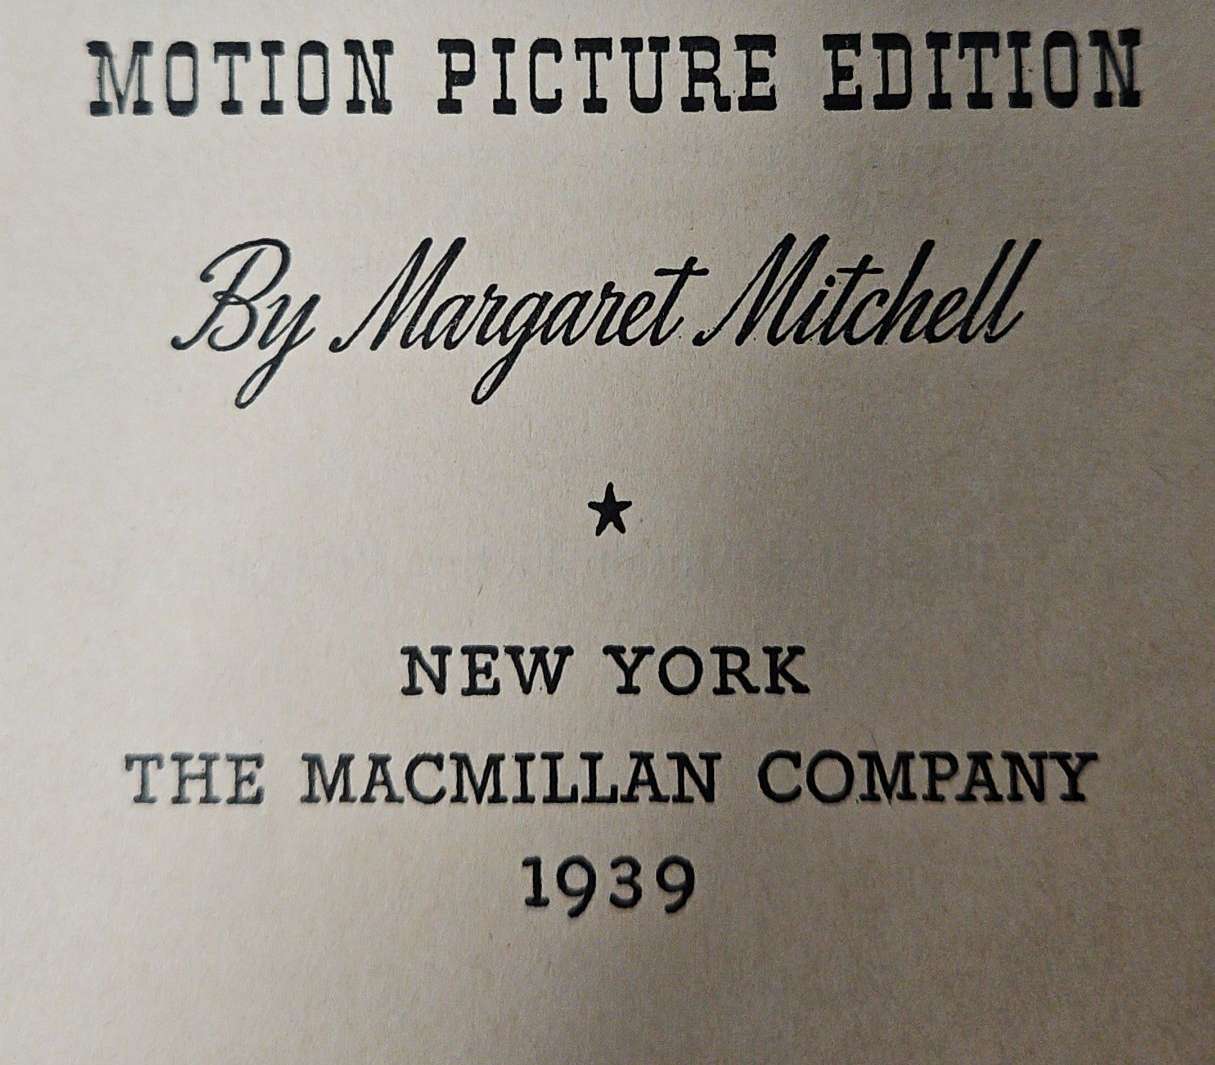 MOTION PICTURE EDITION
By Margaret Mitchell
NEW YORK
THE MACMILLAN COMPANY
1939